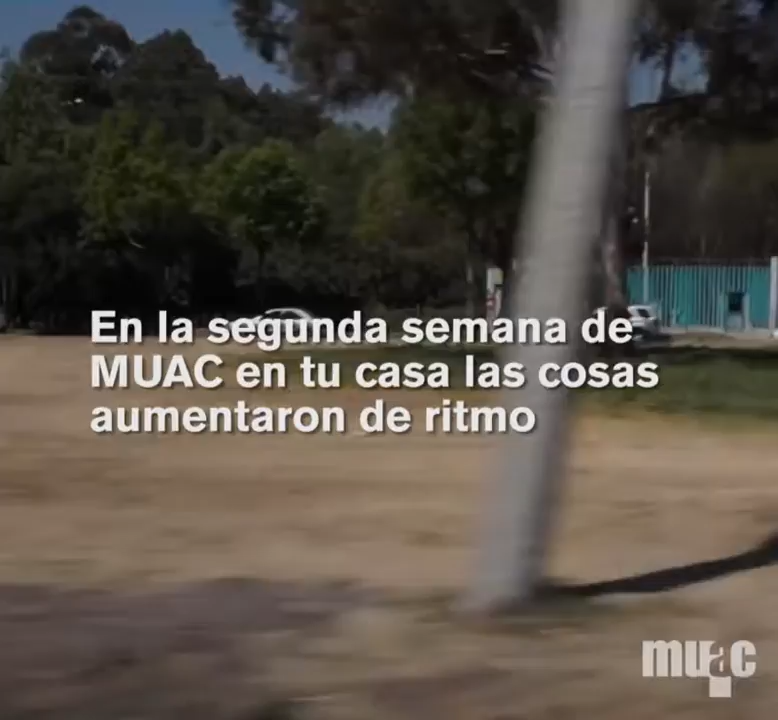 En la segunda semana de
MUAC en tu casa las cosas
aumentaron de ritmo
muac